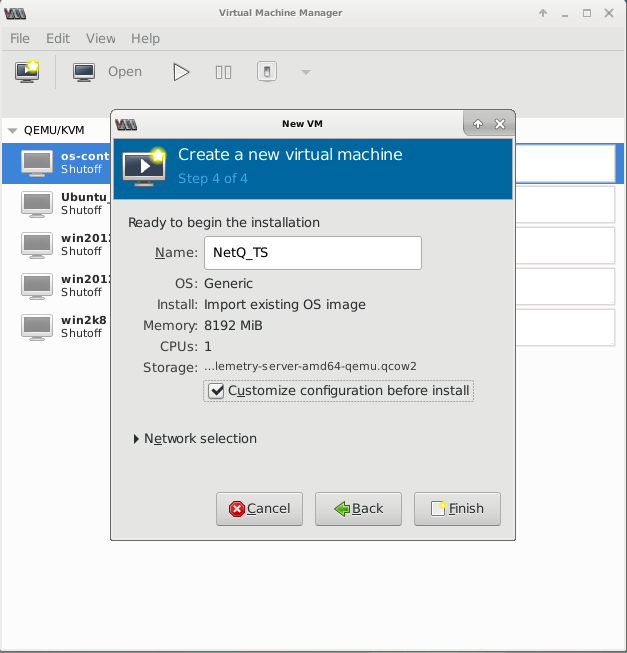 Virtual Machine Manager
File Edit View Help
Open
QEMU/KVM
os-cont
Shutoff
Ubuntu_
Shutoff
win2012
Shutoff
win2012
Shutoff
win2k8
Shutoff
New VM
Create a new virtual machine
Step 4 of 4
Ready to begin the installation
Name: NetQ_TS
OS: Generic
Install: Import existing OS image
Memory: 8192 MiB
CPUs: 1
Storage: ...lemetry-server-amd64-qemu.qcow2
Customize configuration before install
Network selection
Cancel Back Finish